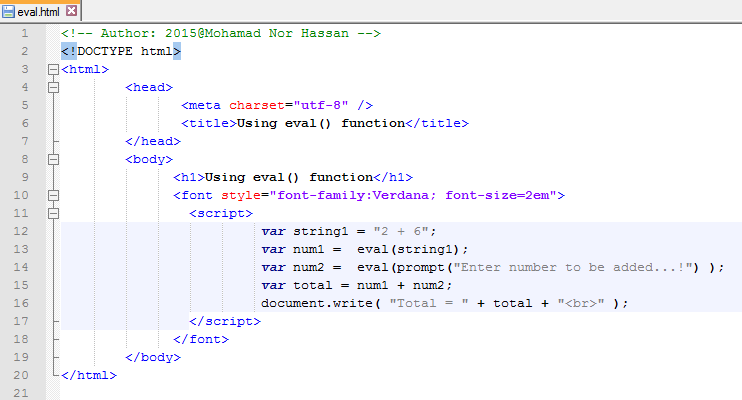 eval.html
1 <!-- Author: 2015@Mohamad Nor Hassan -->
2 <!DOCTYPE html>
3 <html>
4 <head>
5 <meta charset="utf-8" />
6 <title>Using eval() function</title>
7 </head>
8 <body>
9 <h1>Using eval() function</h1>
10 <font style="font-family:Verdana; font-size=2em">
11 <script>
12 var string1 = "2 + 6";
13 var num1 =  eval(string1);
14 var num2 =  eval(prompt("Enter number to be added...!") );
15 var total = num1 + num2;
16 document.write( "Total = " + total + "<br>" );
17 </script>
18 </font>
19 </body>
20 </html>
21